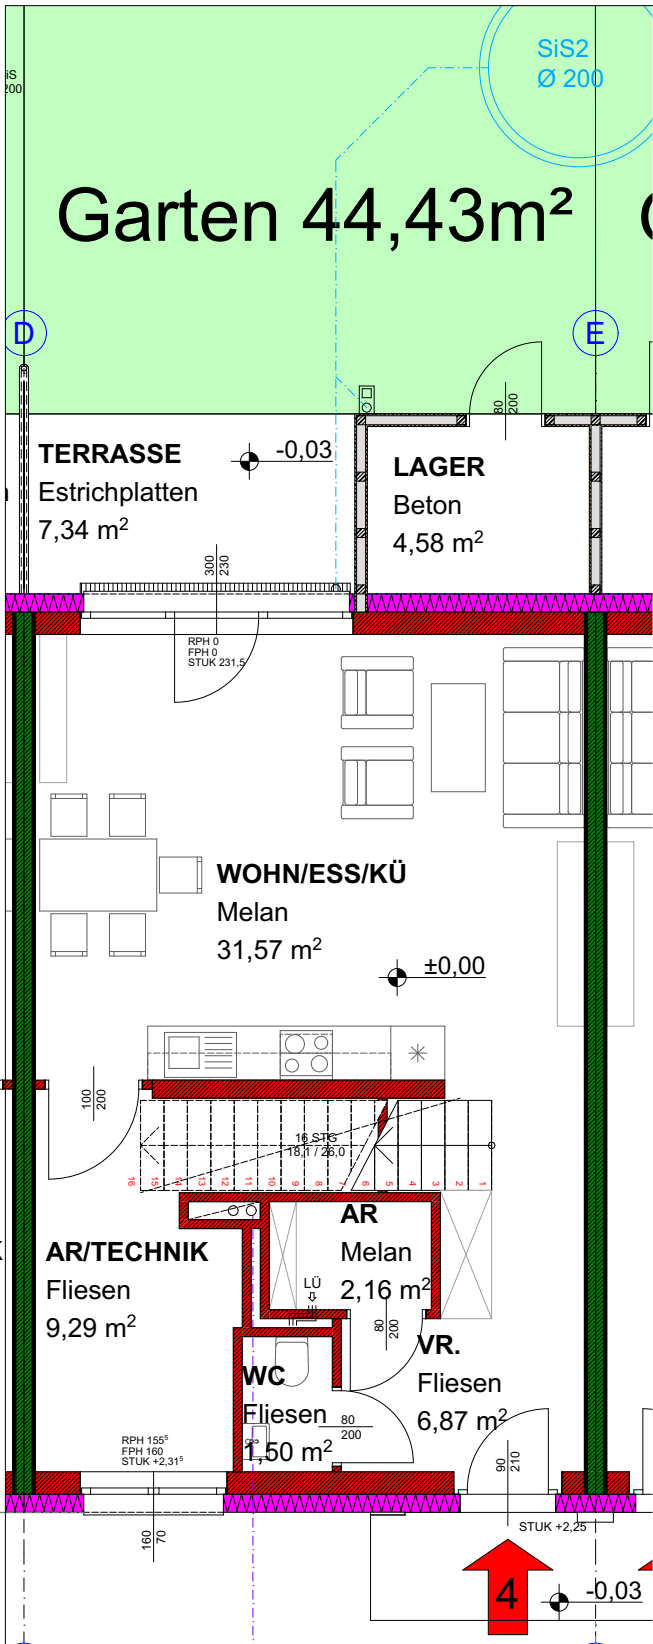 SiS2
Ø 200
iS
200
Garten 44,43m²
D
E
80
200
TERRASSE
Estrichplatten
7,34 m²
-0,03
LAGER
Beton
4,58 m²
300
230
RPH 0
FPH 0
STUK 231,5
WOHN/ESS/KÜ
Melan
31,57 m²
±0,00
100
200
16 STG
18,1 / 26,0
16 15 14 13 12 11 10 9 8 7 6 5 4 3 2 1
AR
Melan
2,16 m²
AR/TECHNIK
Fliesen
9,29 m²
LÜ
80
200
VR.
Fliesen
6,87 m²
WC
Fliesen
1,50 m²
80
200
RPH 155⁵
FPH 160
STUK +2,31⁵
90
210
160
70
STUK +2,25
4
-0,03